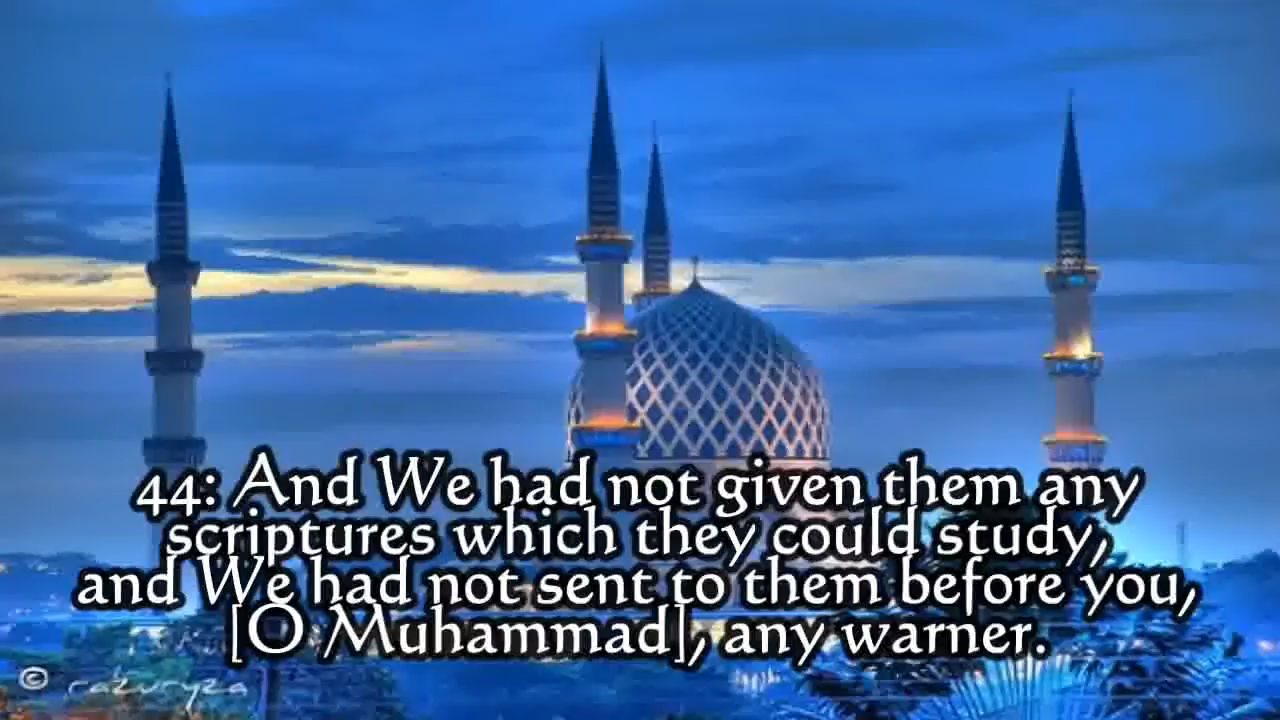 44: And We had not given them any
scriptures which they could study,
and We had not sent to them before you,
[O Muhammad], any warner.
© razvryza